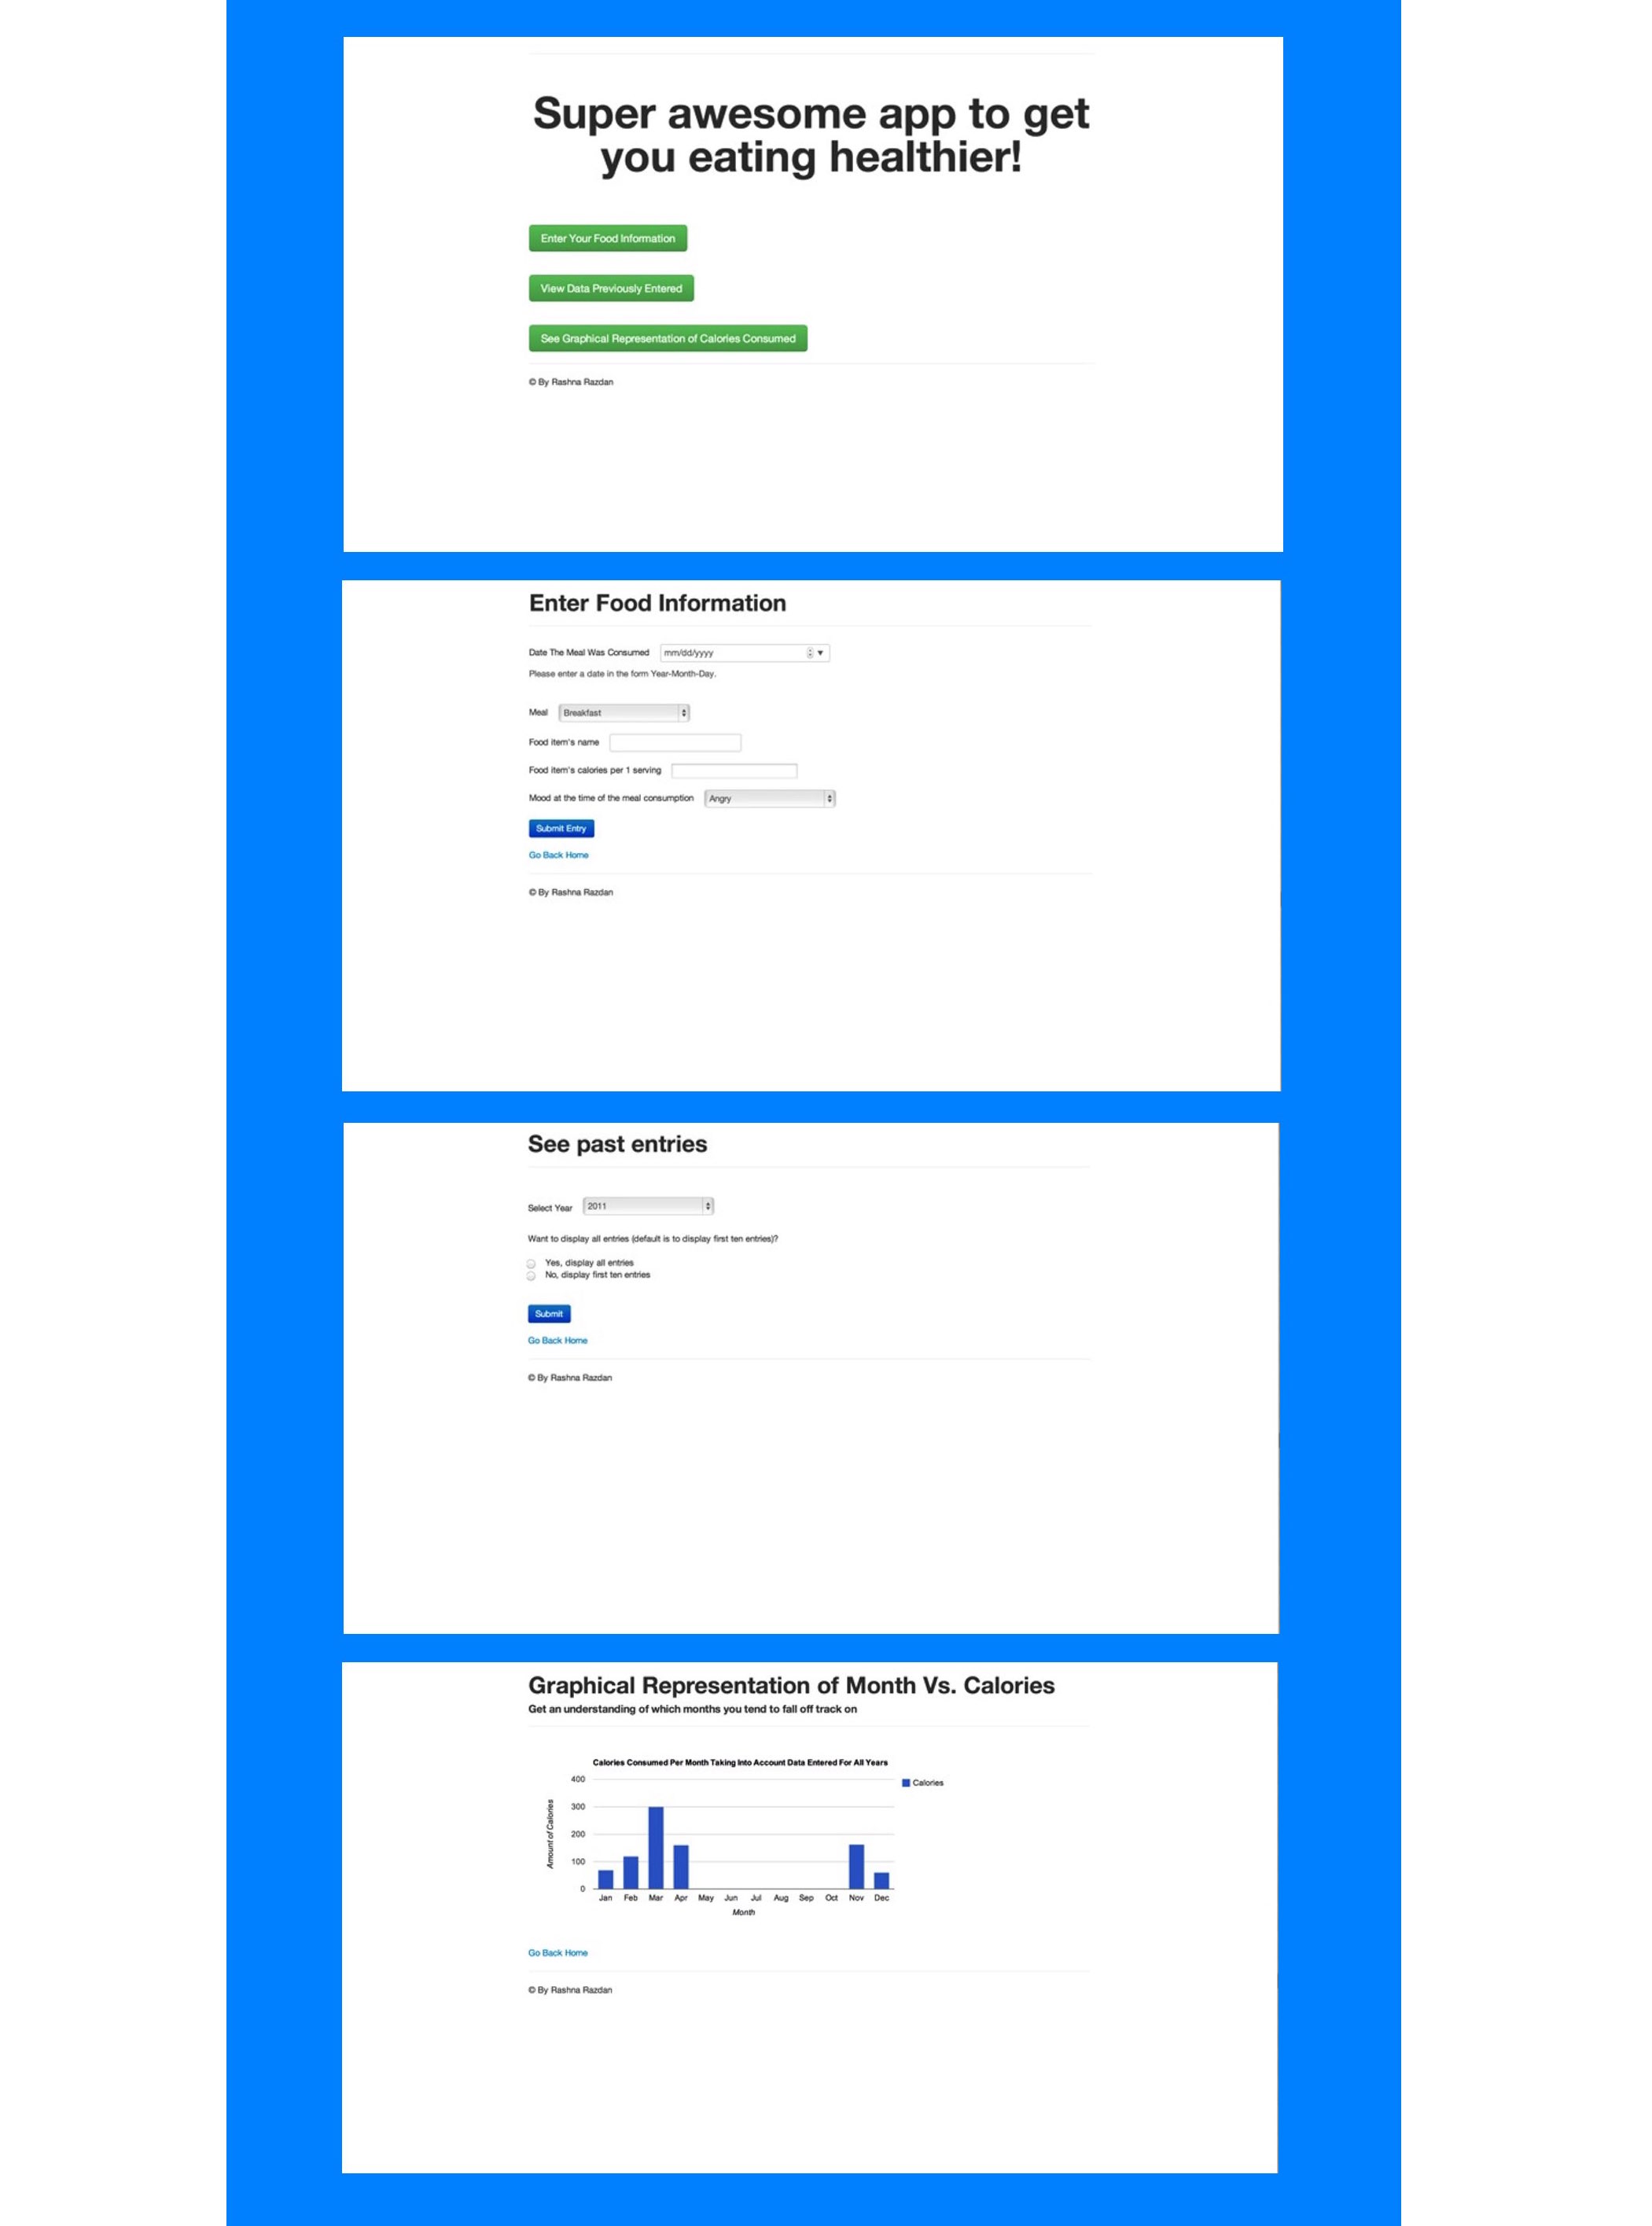 Super awesome app to get
you eating healthier!
Enter Your Food Information
View Data Previously Entered
See Graphical Representation of Calories Consumed
© By Rashna Razdan
Enter Food Information
Date The Meal Was Consumed mm/dd/yyyy
Please enter a date in the form Year-Month-Day.
Meal Breakfast
Food item's name
Food item's calories per 1 serving
Mood at the time of the meal consumption Angry
Submit Entry
Go Back Home
© By Rashna Razdan
See past entries
Select Year 2011
Want to display all entries (default is to display first ten entries)?
Yes, display all entries
No, display first ten entries
Submit
Go Back Home
© By Rashna Razdan
Graphical Representation of Month Vs. Calories
Get an understanding of which months you tend to fall off track on
Calories Consumed Per Month Taking Into Account Data Entered For All Years
400
Calories
300
200
100
0
Amount of Calories
Jan Feb Mar Apr May Jun Jul Aug Sep Oct Nov Dec
Month
Go Back Home
© By Rashna Razdan